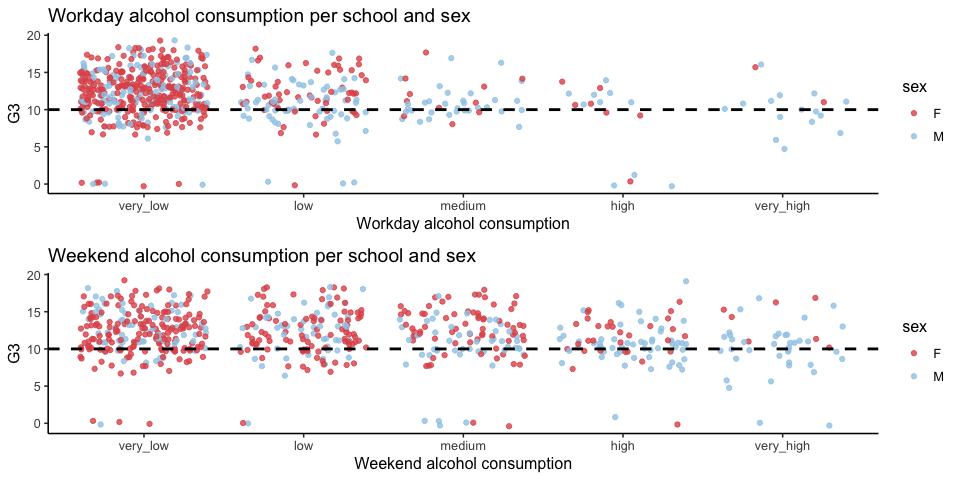 Workday alcohol consumption per school and sex
20
15
10
5
0
G3
very_low low medium high very_high
Workday alcohol consumption
sex
F
M
Weekend alcohol consumption per school and sex
20
15
10
5
0
G3
very_low low medium high very_high
Weekend alcohol consumption
sex
F
M